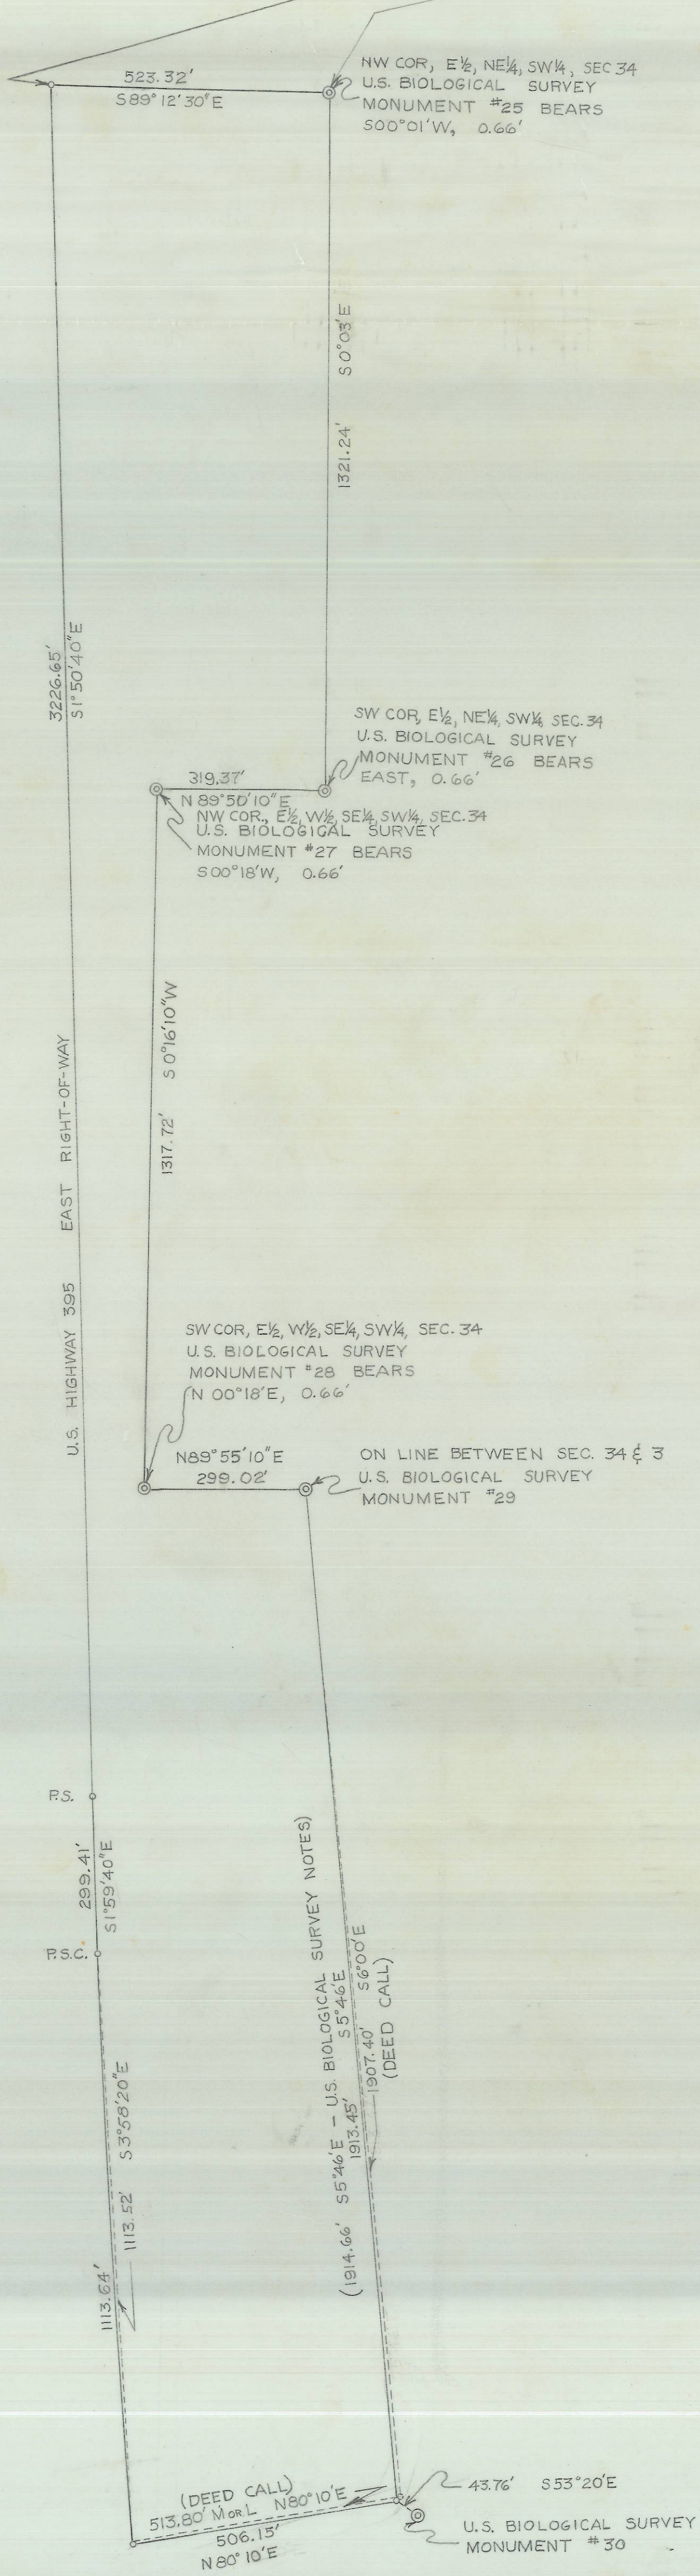 523.32'
S89°12'30"E
NW COR, E½, NE¼, SW¼, SEC 34
U.S. BIOLOGICAL SURVEY
MONUMENT #25 BEARS
S00°01'W, 0.66'
1321.24' S0°03'E
3226.65'
S1°50'40"E
SW COR, E½, NE¼, SW¼ SEC. 34
U.S. BIOLOGICAL SURVEY
MONUMENT #26 BEARS
EAST, 0.66'
319.37'
N 89°50'10"E
NW COR., E½, W½, SE¼, SW¼, SEC. 34
U.S. BIOLOGICAL SURVEY
MONUMENT #27 BEARS
S00°18'W, 0.66'
1317.72' S0°16'10"W
U.S. HIGHWAY 395 EAST RIGHT-OF-WAY
SW COR, E½, W½, SE¼, SW¼, SEC. 34
U.S. BIOLOGICAL SURVEY
MONUMENT #28 BEARS
N 00°18'E, 0.66'
N89°55'10"E
299.02'
ON LINE BETWEEN SEC. 34 & 3
U.S. BIOLOGICAL SURVEY
MONUMENT #29
P.S.
299.41'
S1°59'40"E
P.S.C.
(1914.66' S5°46'E – U.S. BIOLOGICAL SURVEY NOTES)
1913.45' S5°46'E
1907.40' S6°00'E
(DEED CALL)
1113.64'
1113.52' S3°58'20"E
(DEED CALL)
513.80' M OR L N80°10'E
506.15'
N80°10'E
43.76' S53°20'E
U.S. BIOLOGICAL SURVEY
MONUMENT #30